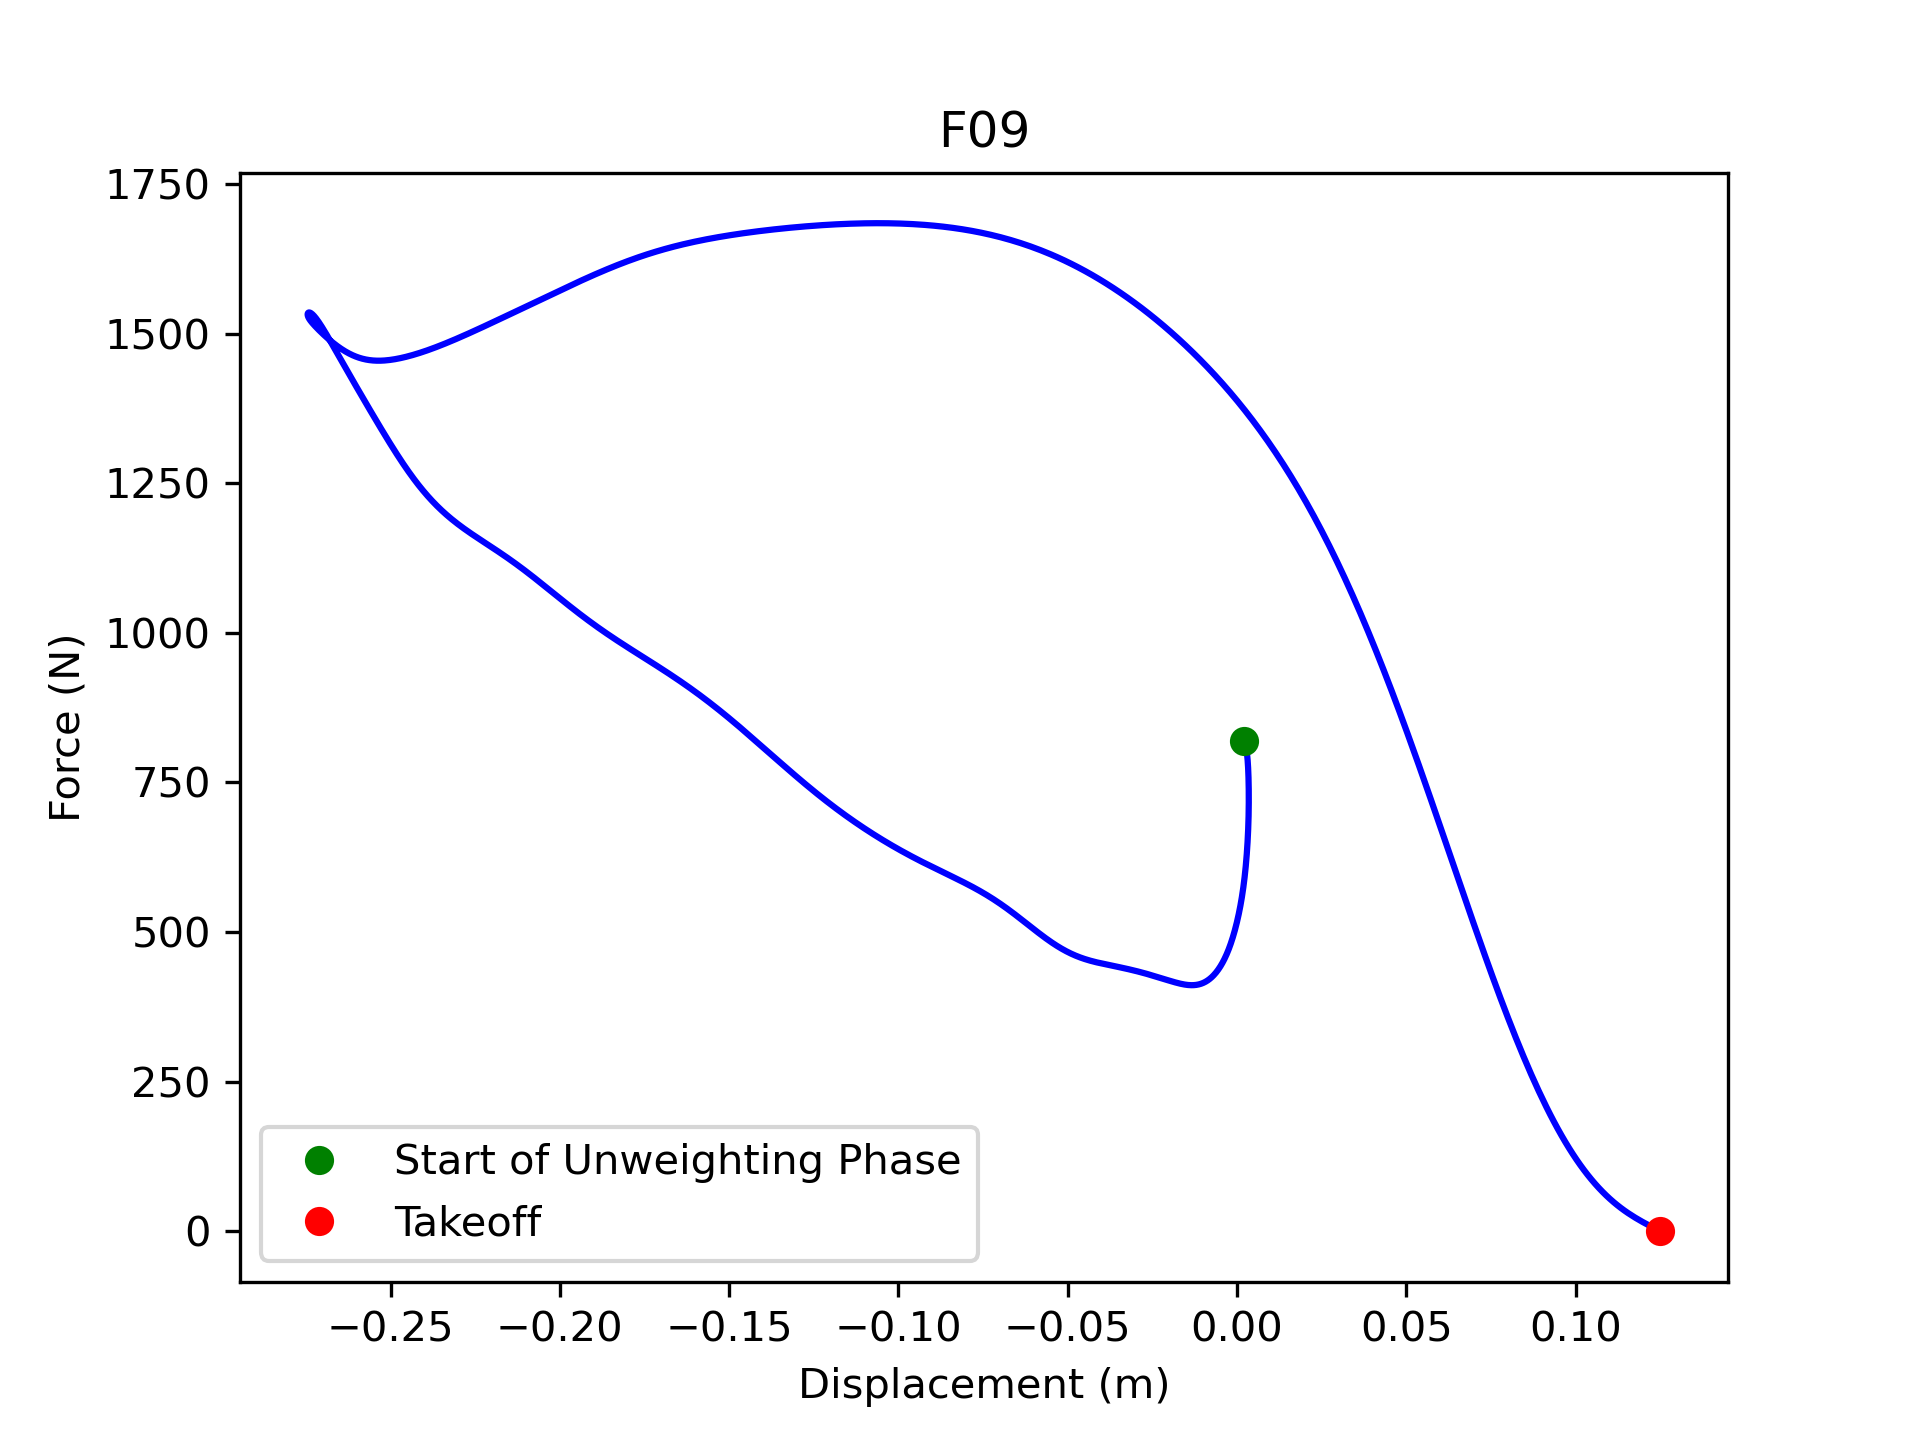 F09
1750
1500
1250
1000
750
500
250
0
Force (N)
Start of Unweighting Phase
Takeoff
−0.25 −0.20 −0.15 −0.10 −0.05 0.00 0.05 0.10
Displacement (m)